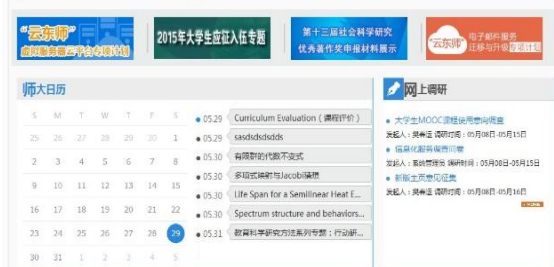 "云东师"
虚拟服务器云平台专项计划
2015年大学生应征入伍专题
第十三届社会科学研究
优秀著作奖申报材料展示
"云东师"
电子邮件服务
迁移与升级专项计划
师大日历
S M T W T F S
25 26 27 28 29 30 1
2 3 4 5 6 7 8
9 10 11 12 13 14 15
16 17 18 19 20 21 22
23 24 25 26 27 28 29
30 31 1 2 3 4 5
05.29 Curriculum Evaluation ( 课程评价 )
05.29 sasdsdsdsdds
05.30 有限群的代数不变式
05.30 多项式映射与Jacobi猜想
05.30 Life Span for a Semilinear Heat E...
05.30 Spectrum structure and behaviors...
05.31 教育科学研究方法系列专题：行动研...
网上调研
大学生MOOC课程使用意向调查
发起人：樊春运 调研时间：05月08日-05月15日
信息化服务调查问卷
发起人：系统管理员 调研时间：05月08日-05月15日
新版主页意见征集
发起人：樊春运 调研时间：05月08日-05月16日